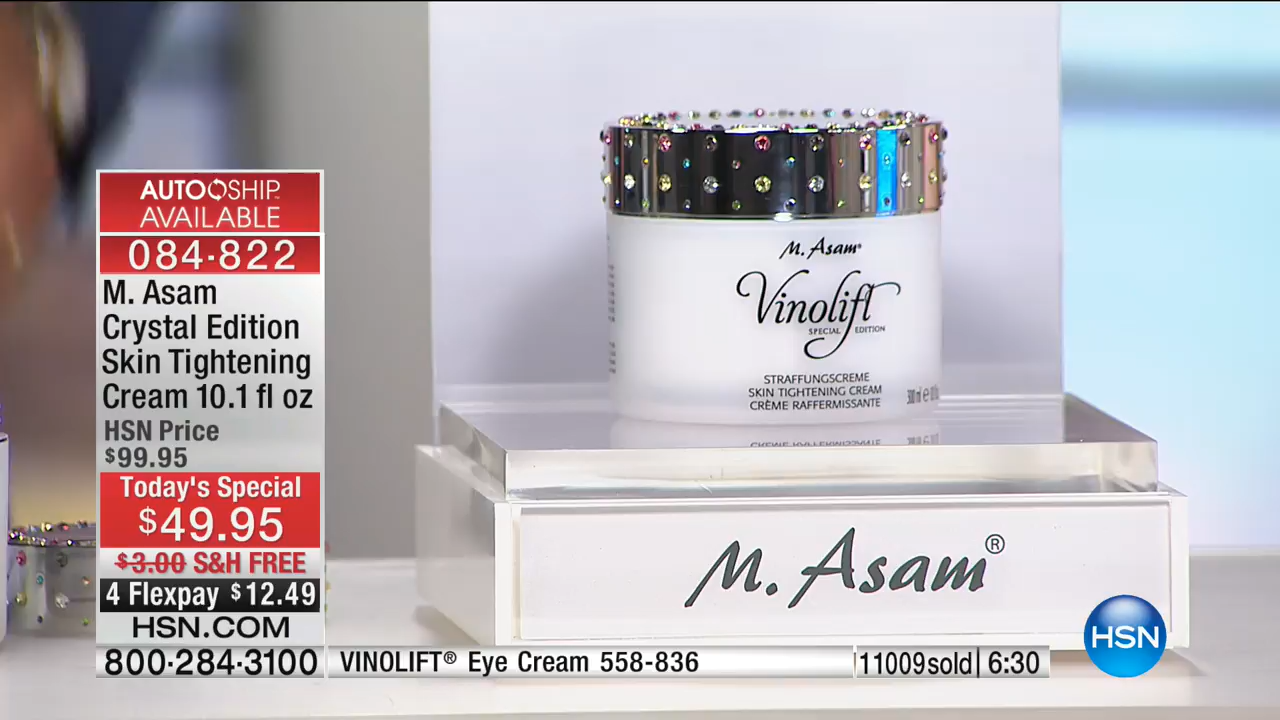 AUTOSHIP
AVAILABLE
084-822
M. Asam
Crystal Edition
Skin Tightening
Cream 10.1 fl oz
HSN Price
$99.95
Today's Special
$49.95
$3.00 S&H FREE
4 Flexpay $12.49
HSN.COM
800-284-3100
VINOLIFT® Eye Cream 558-836
11009sold
6:30
HSN
M. Asam®
Vinolift
SPECIAL EDITION
STRAFFUNGSCREME
SKIN TIGHTENING CREAM
CRÈME RAFFERMISSANTE
300 ml e
M. Asam®